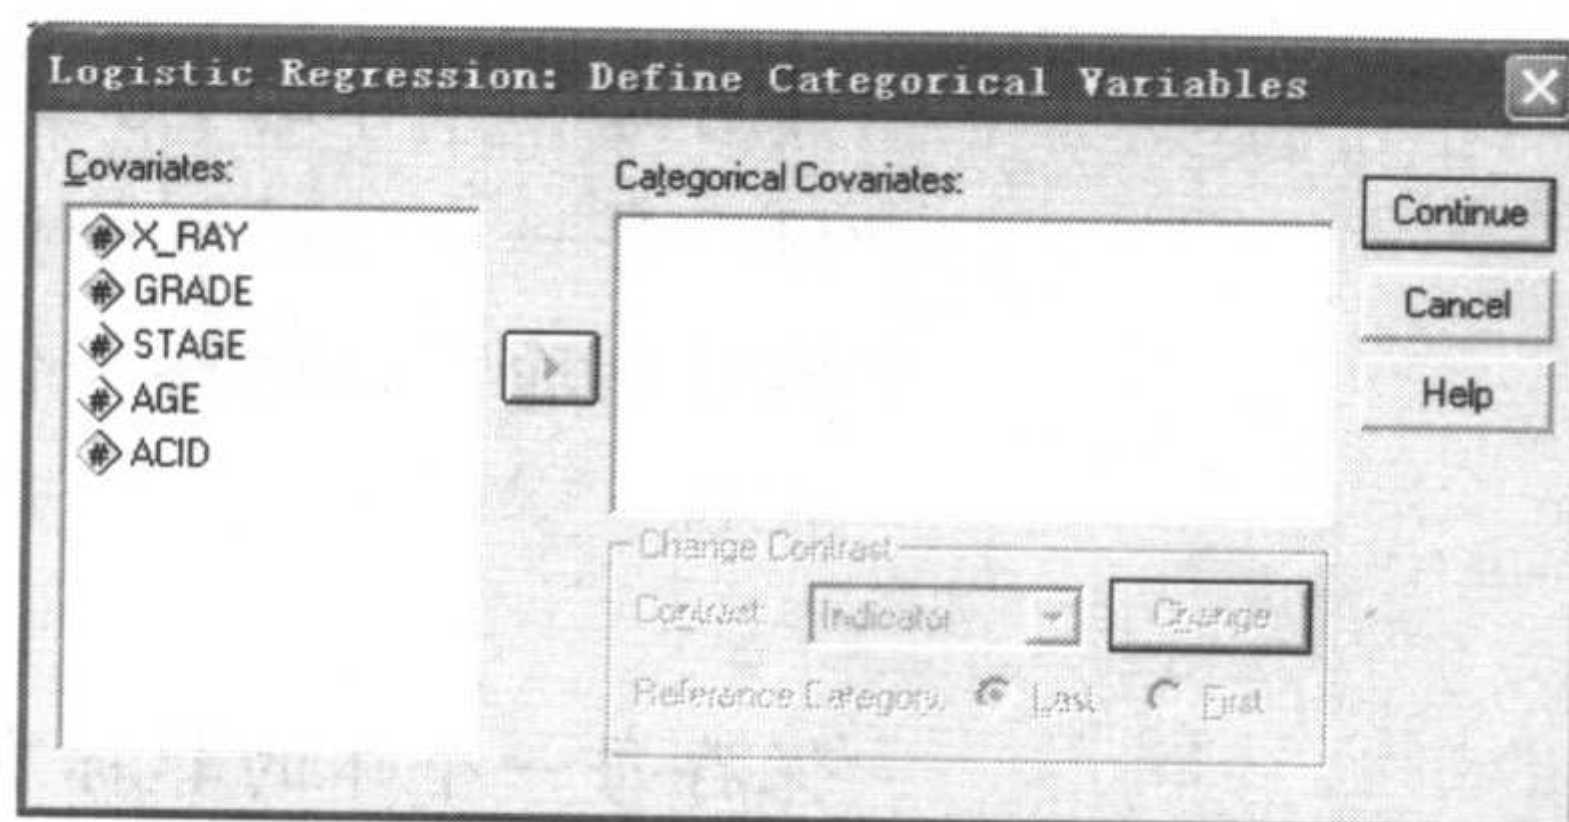 Logistic Regression: Define Categorical Variables
Covariates:
X_RAY
GRADE
STAGE
AGE
ACID
Categorical Covariates:
Continue
Cancel
Help
Change Contrast
Contrast: Indicator Change
Reference Category: Last First